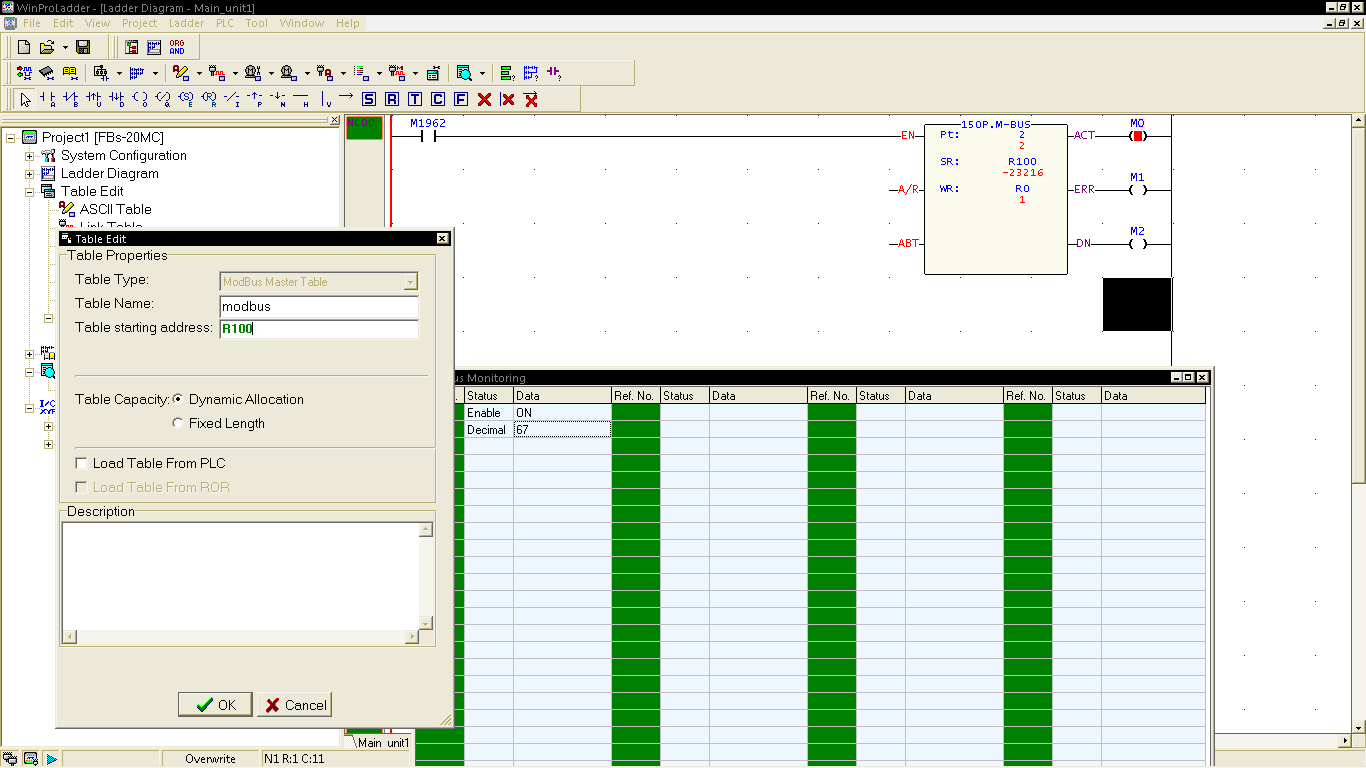 WinProLadder - [Ladder Diagram - Main_unit1]
File Edit View Project Ladder PLC Tool Window Help
ORG
AND
A B U D O Q S R I P N H V
S R T C F
Project1 [FBs-20MC]
System Configuration
Ladder Diagram
Table Edit
ASCII Table
Link Table
M1962
150P.M-BUS
EN
Pt: 2
2
SR: R100
-23216
WR: R0
1
A/R
ABT
ACT
ERR
DN
M0
M1
M2
Table Edit
Table Properties
Table Type: ModBus Master Table
Table Name: modbus
Table starting address: R100
Table Capacity: Dynamic Allocation
Fixed Length
Load Table From PLC
Load Table From ROR
Description
OK Cancel
Monitoring
Status Data Ref. No. Status Data Ref. No. Status Data Ref. No. Status Data
Enable ON
Decimal 67
Main_unit1
Overwrite N1 R:1 C:11